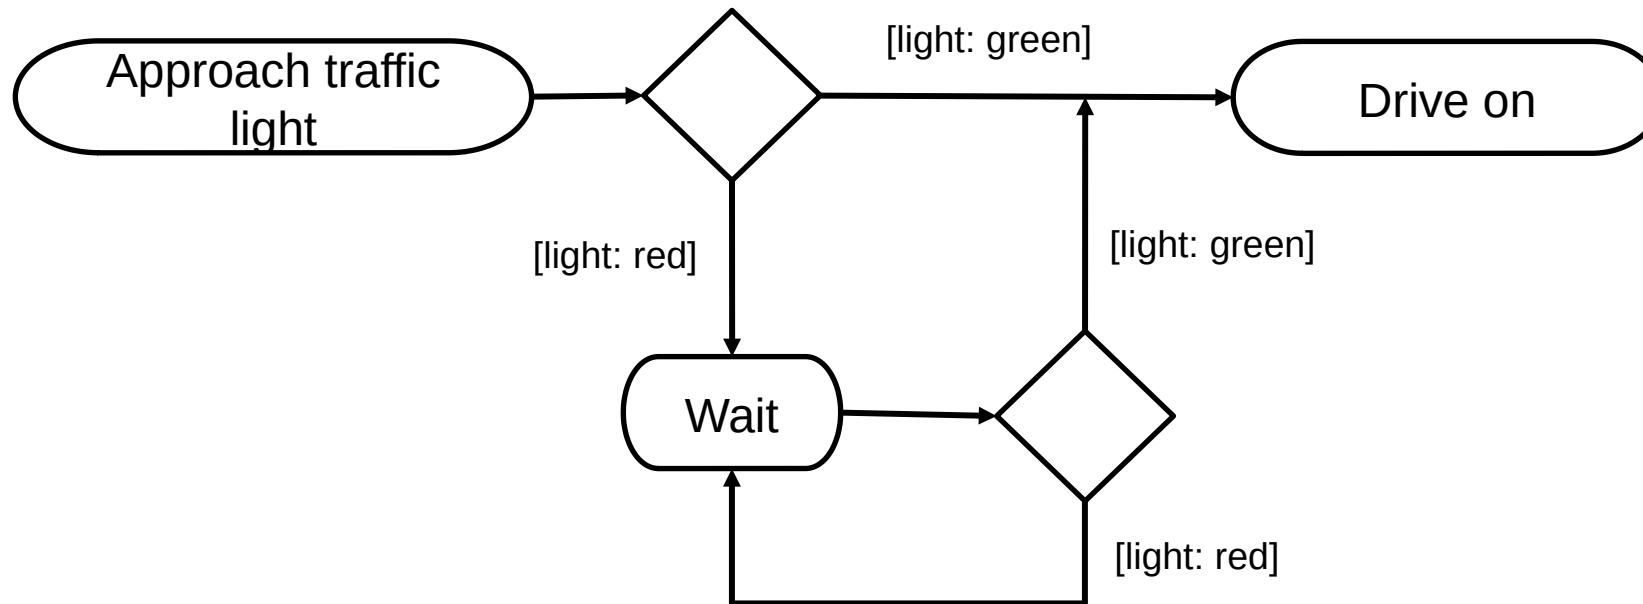 Approach traffic
light
[light: green]
Drive on
[light: red]
[light: green]
Wait
[light: red]